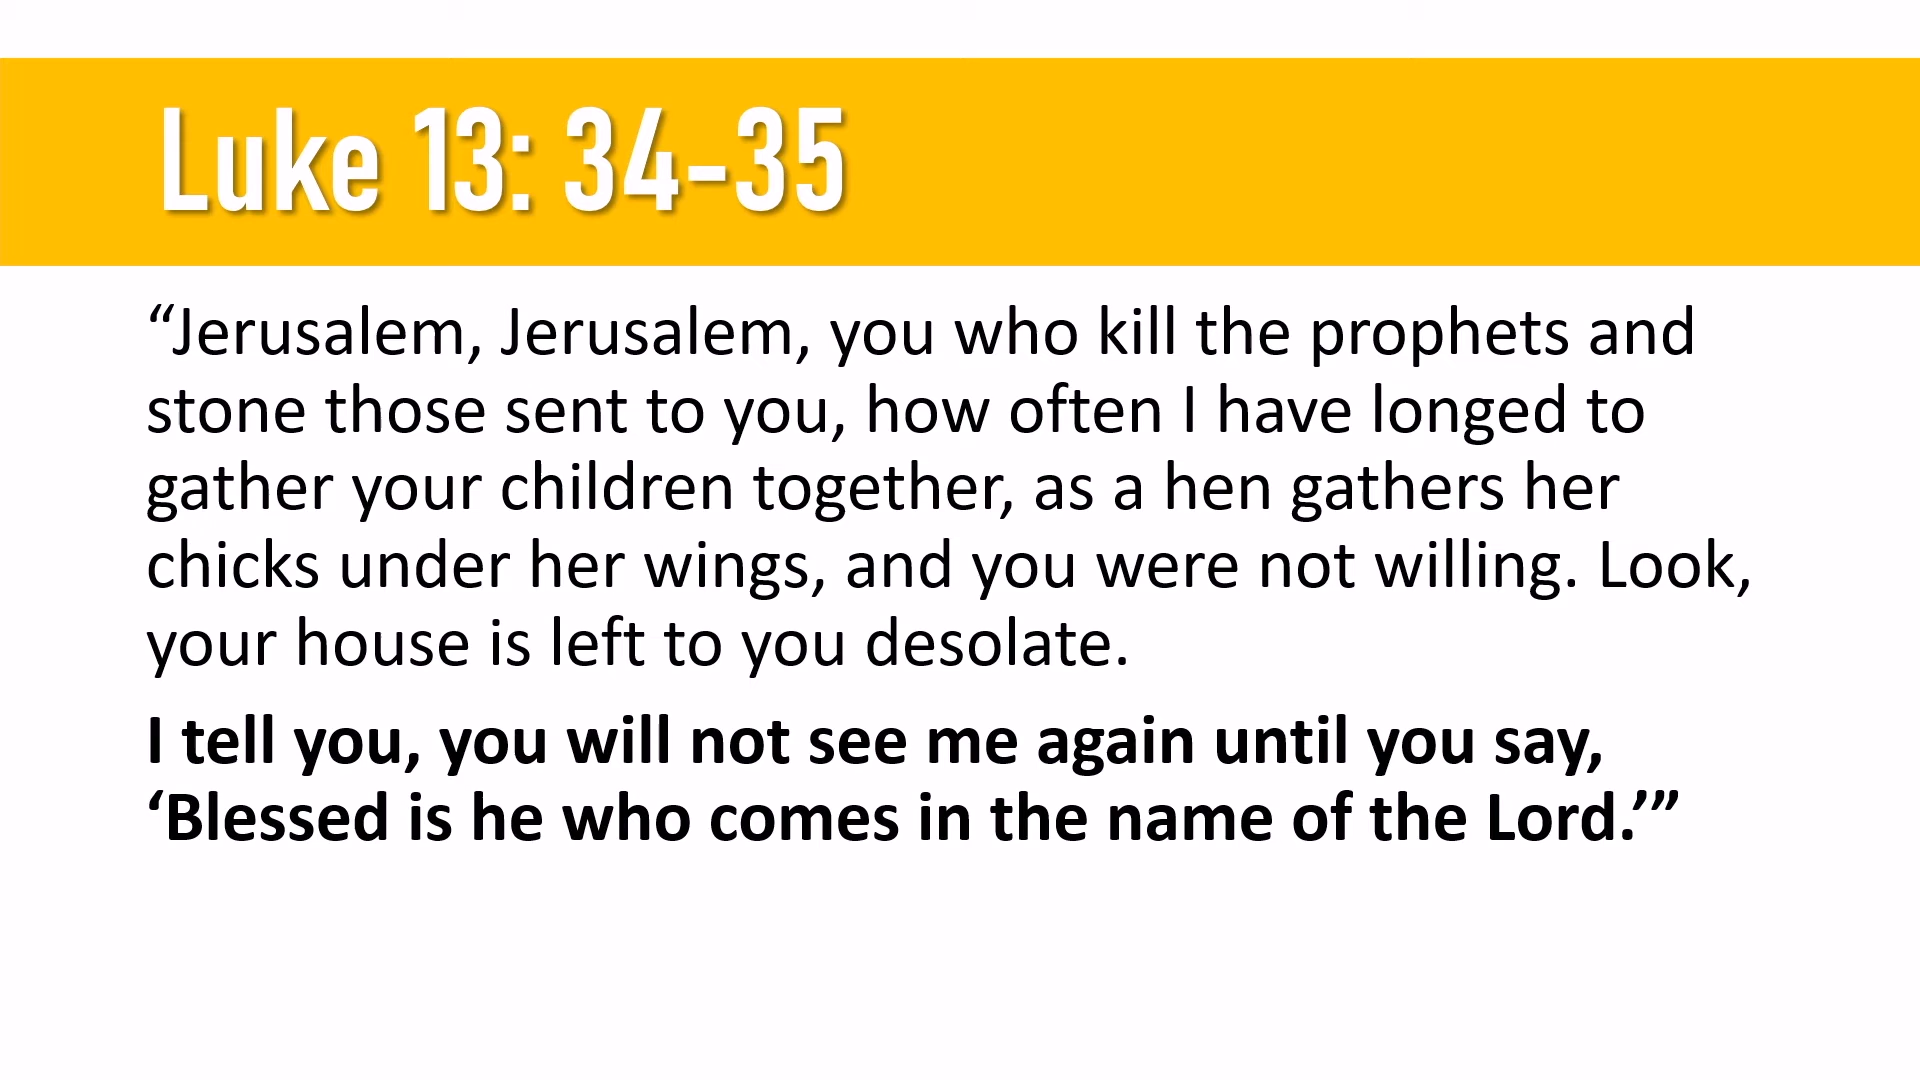 Luke 13: 34-35
“Jerusalem, Jerusalem, you who kill the prophets and
stone those sent to you, how often I have longed to
gather your children together, as a hen gathers her
chicks under her wings, and you were not willing. Look,
your house is left to you desolate.
I tell you, you will not see me again until you say,
‘Blessed is he who comes in the name of the Lord.’”